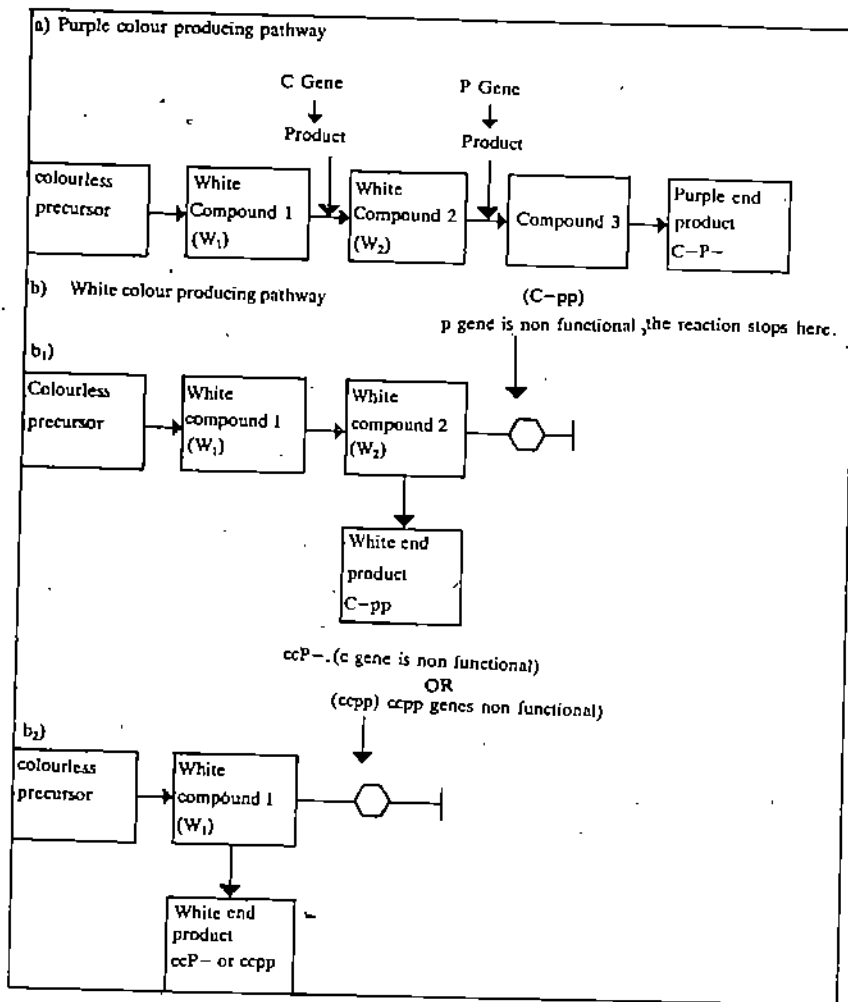 a) Purple colour producing pathway
C Gene
P Gene
Product
Product
colourless
precursor
White
Compound 1
(W₁)
White
Compound 2
(W₂)
Compound 3
Purple end
product
C-P-
b) White colour producing pathway
(C-pp)
p gene is non functional ,the reaction stops here.
b₁)
Colourless
precursor
White
compound 1
(W₁)
White
compound 2
(W₂)
White end
product
C-pp
ccP-.(c gene is non functional)
OR
(ccpp) ccpp genes non functional)
b₂)
colourless
precursor
White
compound 1
(W₁)
White end
product
ccP- or ccpp